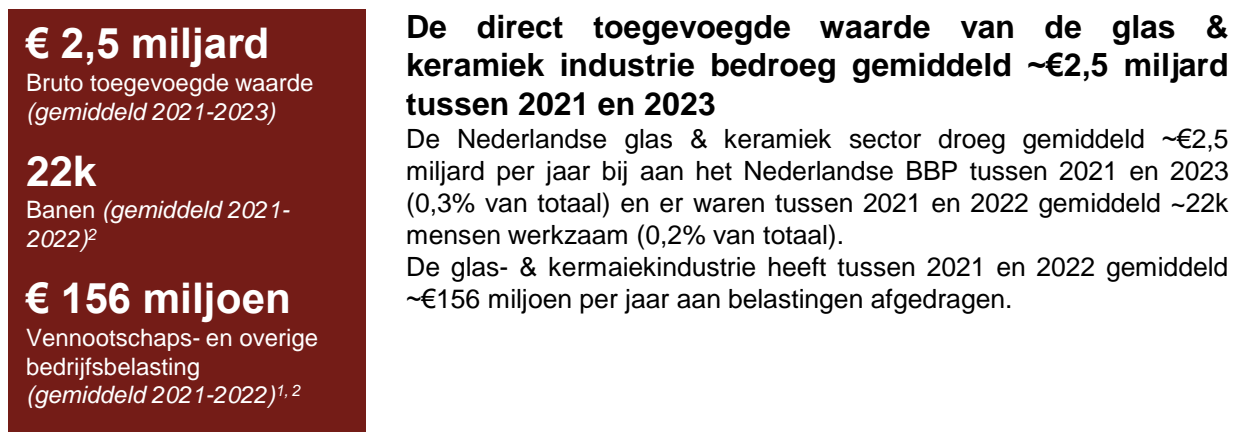 € 2,5 miljard
Bruto toegevoegde waarde
(gemiddeld 2021-2023)
22k
Banen (gemiddeld 2021-
2022)2
€ 156 miljoen
Vennootschaps- en overige
bedrijfsbelasting
(gemiddeld 2021-2022)1, 2
De direct toegevoegde waarde van de glas &
keramiek industrie bedroeg gemiddeld ~€2,5 miljard
tussen 2021 en 2023
De Nederlandse glas & keramiek sector droeg gemiddeld ~€2,5
miljard per jaar bij aan het Nederlandse BBP tussen 2021 en 2023
(0,3% van totaal) en er waren tussen 2021 en 2022 gemiddeld ~22k
mensen werkzaam (0,2% van totaal).
De glas- & kermaiekindustrie heeft tussen 2021 en 2022 gemiddeld
~€156 miljoen per jaar aan belastingen afgedragen.